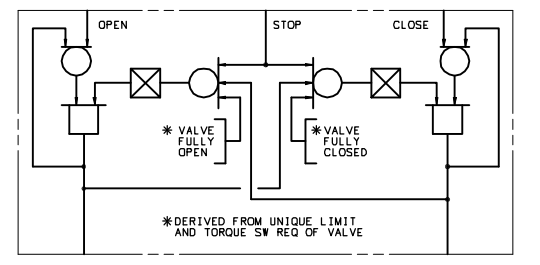 OPEN
STOP
CLOSE
* VALVE
FULLY
OPEN
* VALVE
FULLY
CLOSED
*DERIVED FROM UNIQUE LIMIT
AND TORQUE SW REQ OF VALVE